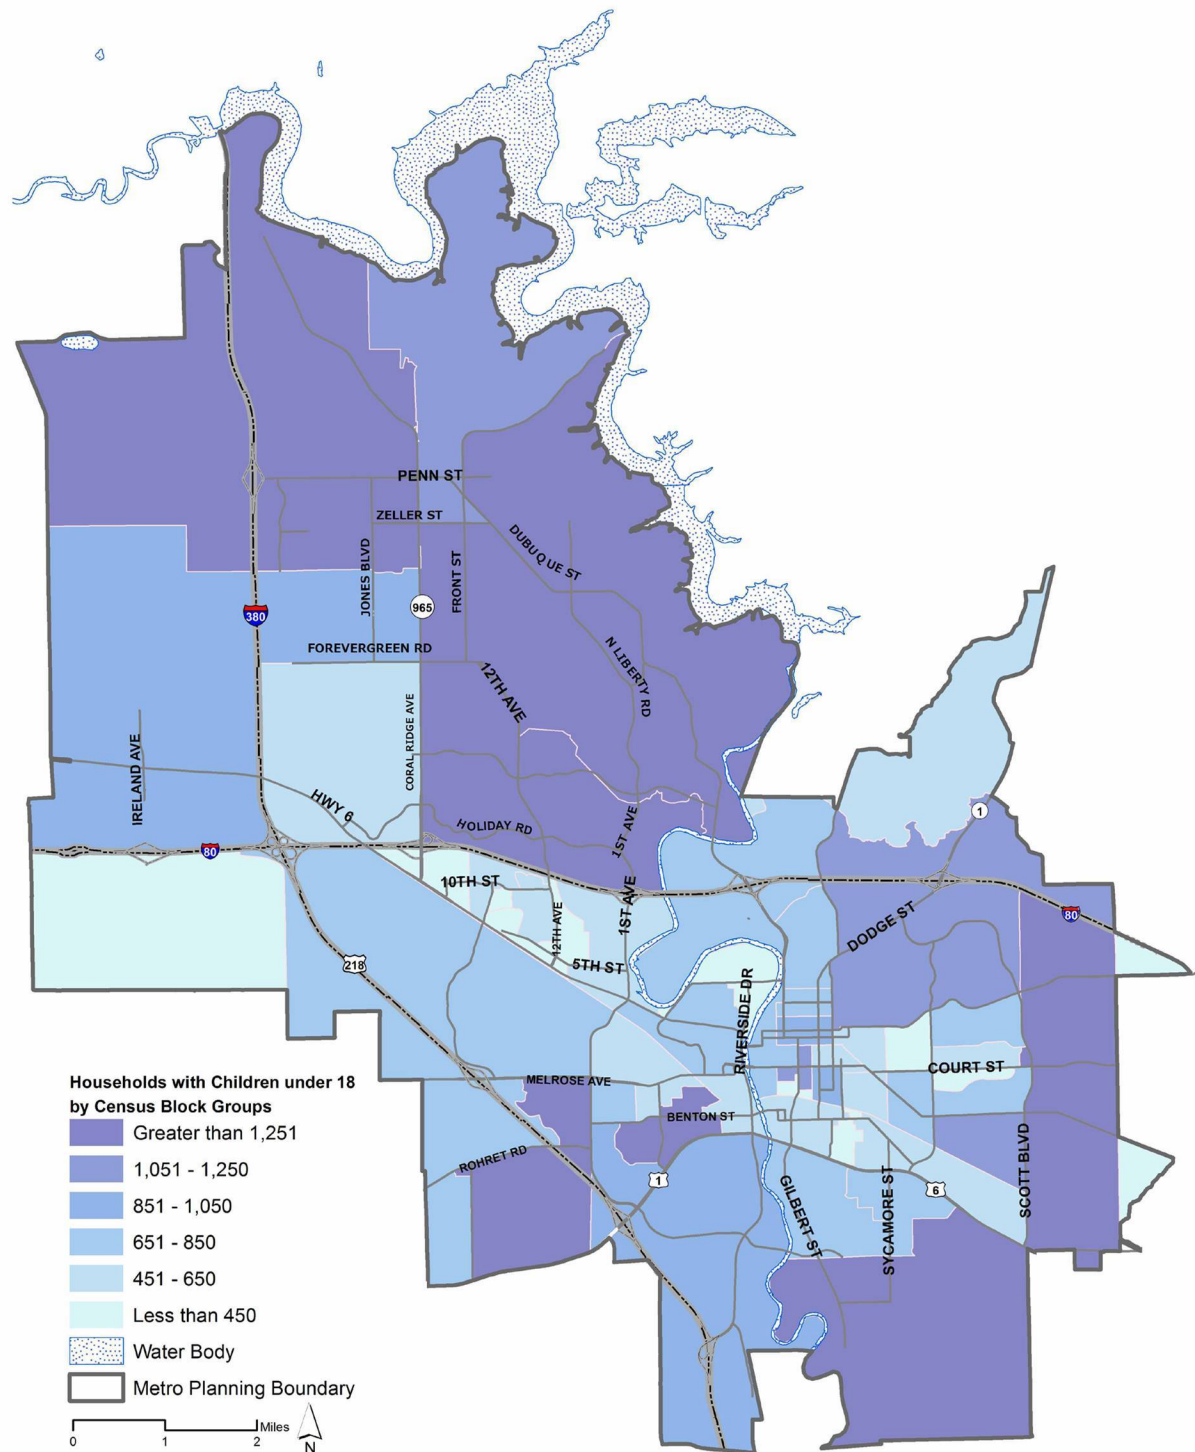 PENN ST
ZELLER ST
DUBUQUE ST
JONES BLVD
FRONT ST
965
380
FOREVERGREEN RD
N LIBERTY RD
12TH AVE
CORAL RIDGE AVE
IRELAND AVE
HWY 6
HOLIDAY RD
1ST AVE
1
80
10TH ST
1ST AVE
12TH AVE
DODGE ST
80
5TH ST
218
RIVERSIDE DR
COURT ST
MELROSE AVE
BENTON ST
ROHRET RD
1
GILBERT ST
SYCAMORE ST
6
SCOTT BLVD
Households with Children under 18
by Census Block Groups
Greater than 1,251
1,051 - 1,250
851 - 1,050
651 - 850
451 - 650
Less than 450
Water Body
Metro Planning Boundary
Miles
0 1 2
N